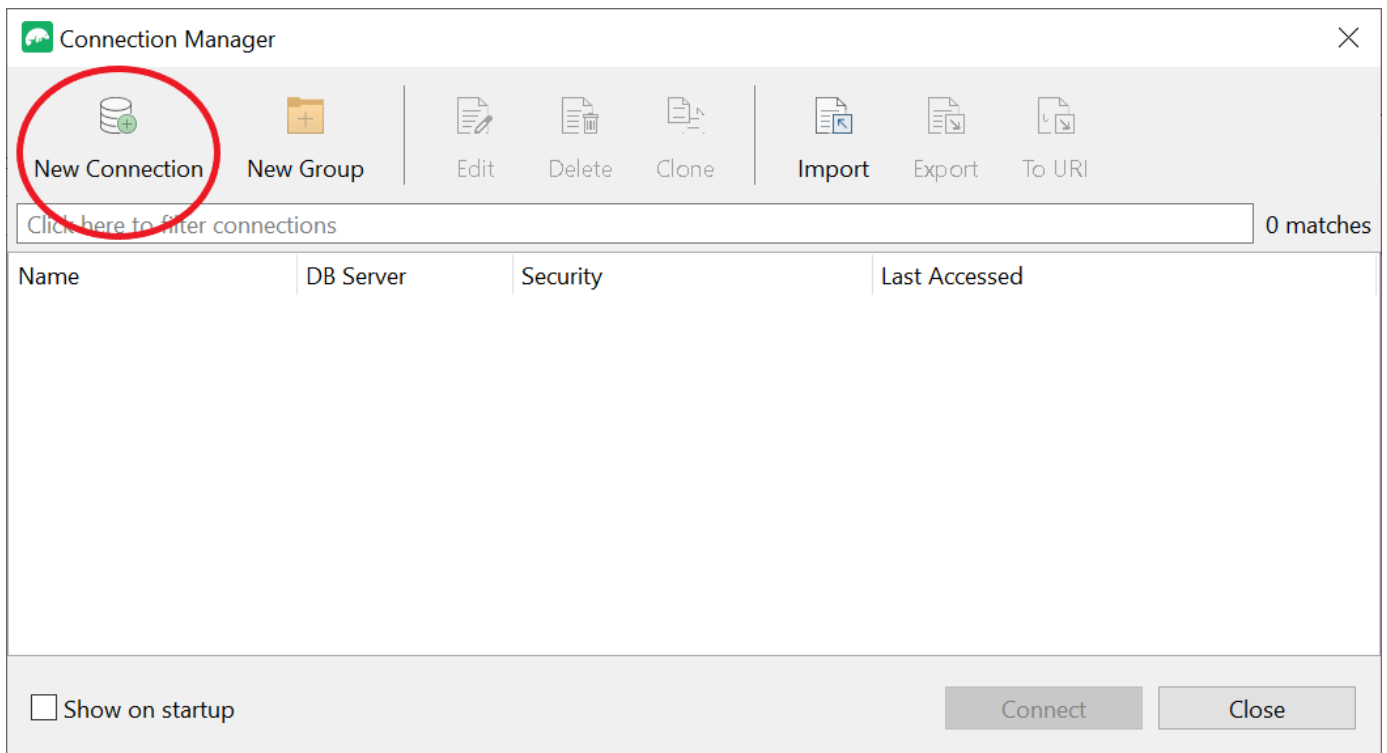 Connection Manager
New Connection New Group Edit Delete Clone Import Export To URI
Click here to filter connections 0 matches
Name DB Server Security Last Accessed
Show on startup Connect Close